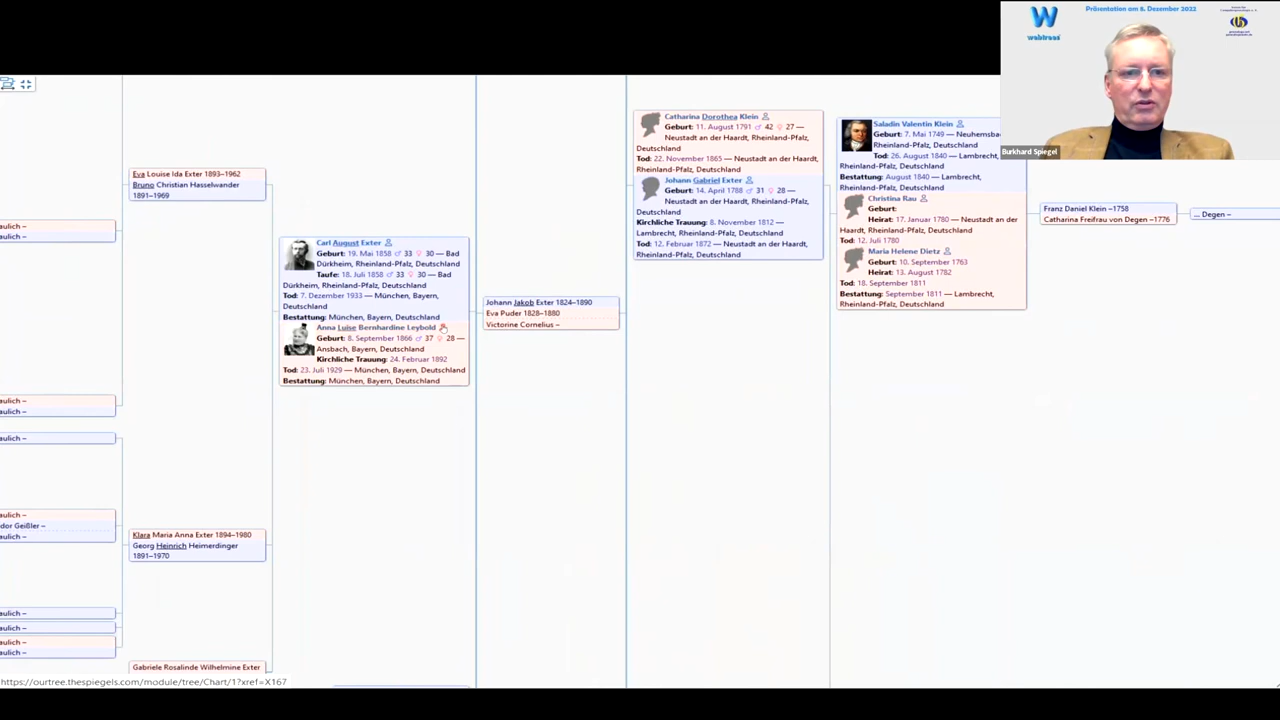 Präsentation am 8. Dezember 2022
W
webtrees
Burkhard Spiegel
Eva Louise Ida Exter 1893–1962
Bruno Christian Hasselwander
1891–1969
aulich –
aulich –
Carl August Exter
Geburt: 19. Mai 1858 ♂ 33 ♀ 30 — Bad
Dürkheim, Rheinland-Pfalz, Deutschland
Taufe: 18. Juli 1858 ♂ 33 ♀ 30 — Bad
Dürkheim, Rheinland-Pfalz, Deutschland
Tod: 7. Dezember 1933 — München, Bayern,
Deutschland
Bestattung: München, Bayern, Deutschland
Anna Luise Bernhardine Leybold
Geburt: 8. September 1866 ♂ 37 ♀ 28 —
Ansbach, Bayern, Deutschland
Kirchliche Trauung: 24. Februar 1892
Tod: 23. Juli 1929 — München, Bayern, Deutschland
Bestattung: München, Bayern, Deutschland
Johann Jakob Exter 1824–1890
Eva Puder 1828–1880
Victorine Cornelius –
Catharina Dorothea Klein
Geburt: 11. August 1791 ♂ 42 ♀ 27 —
Neustadt an der Haardt, Rheinland-Pfalz,
Deutschland
Tod: 22. November 1865 — Neustadt an der Haardt,
Rheinland-Pfalz, Deutschland
Johann Gabriel Exter
Geburt: 14. April 1788 ♂ 31 ♀ 28 —
Neustadt an der Haardt, Rheinland-Pfalz,
Deutschland
Kirchliche Trauung: 8. November 1812 —
Lambrecht, Rheinland-Pfalz, Deutschland
Tod: 12. Februar 1872 — Neustadt an der Haardt,
Rheinland-Pfalz, Deutschland
Saladin Valentin Klein
Geburt: 7. Mai 1749 — Neuhemsba
Rheinland-Pfalz, Deutschland
Tod: 26. August 1840 — Lambrecht,
Rheinland-Pfalz, Deutschland
Bestattung: August 1840 — Lambrecht,
Rheinland-Pfalz, Deutschland
Christina Rau
Geburt:
Heirat: 17. Januar 1780 — Neustadt an der
Haardt, Rheinland-Pfalz, Deutschland
Tod: 12. Juli 1780
Maria Helene Dietz
Geburt: 10. September 1763
Heirat: 13. August 1782
Tod: 18. September 1811
Bestattung: September 1811 — Lambrecht,
Rheinland-Pfalz, Deutschland
Franz Daniel Klein –1758
Catharina Freifrau von Degen –1776
... Degen –
aulich –
aulich –
aulich –
aulich –
dor Geißler –
aulich –
Klara Maria Anna Exter 1894–1980
Georg Heinrich Heimerdinger
1891–1970
aulich –
aulich –
aulich –
aulich –
Gabriele Rosalinde Wilhelmine Exter
https://ourtree.thespiegels.com/module/tree/Chart/1?xref=X167